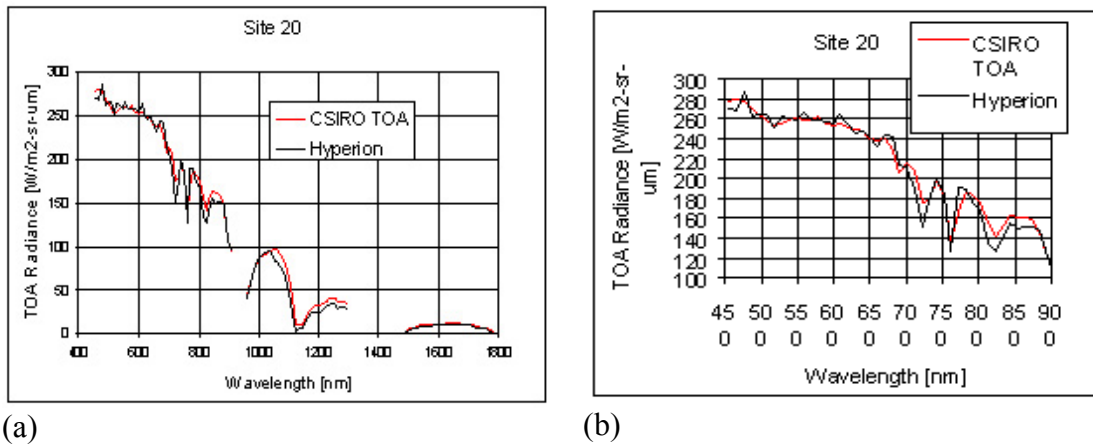 Site 20
TOA Radiance [W/m2-sr-um]
300
250
200
150
100
50
0
CSIRO TOA
Hyperion
400 600 800 1000 1200 1400 1600 1800
Wavelength [nm]
(a)
Site 20
CSIRO
TOA
Hyperion
TOA Radiance [W/m2-sr-
um]
300
280
260
240
220
200
180
160
140
120
100
45 50 55 60 65 70 75 80 85 90
0 0 0 0 0 0 0 0 0 0
Wavelength [nm]
(b)